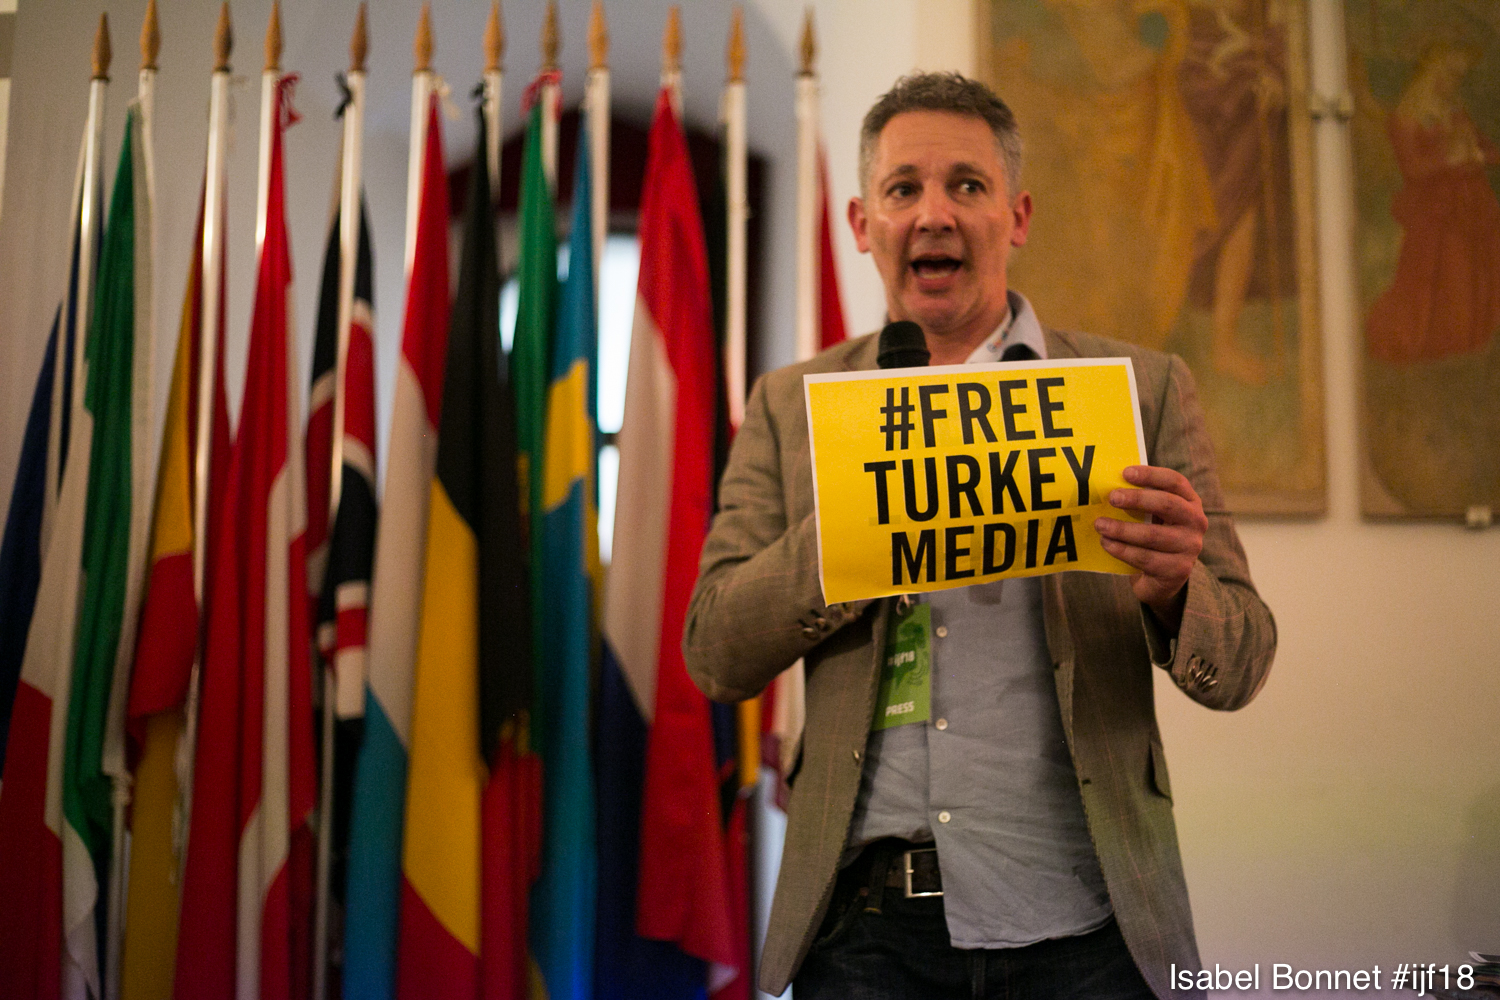 #FREE
TURKEY
MEDIA
#ijf18
PRESS
Isabel Bonnet #ijf18